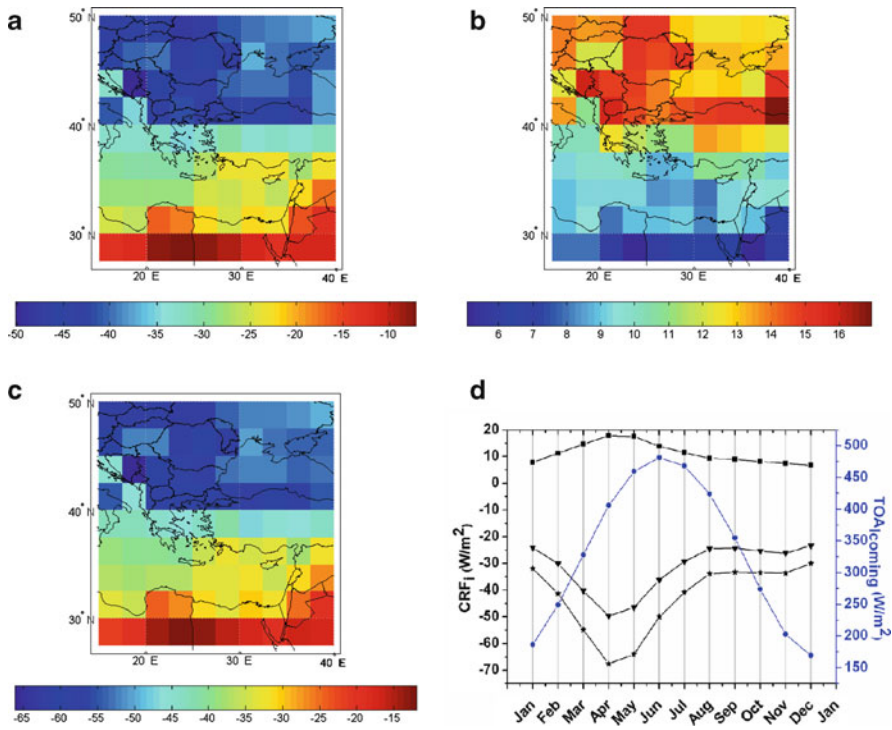 a
50° N
40° N
30° N
20 E
30 E
40 E
-50 -45 -40 -35 -30 -25 -20 -15 -10
b
50° N
40° N
30° N
20 E
30 E
40 E
6 7 8 9 10 11 12 13 14 15 16
c
50° N
40° N
30° N
20 E
30 E
40 E
-65 -60 -55 -50 -45 -40 -35 -30 -25 -20 -15
d
20
10
0
-10
-20
-30
-40
-50
-60
-70
CRFi (W/m²)
500
450
400
350
300
250
200
150
TOAIcoming (W/m²)
Jan Feb Mar Apr May Jun Jul Aug Sep Oct Nov Dec Jan